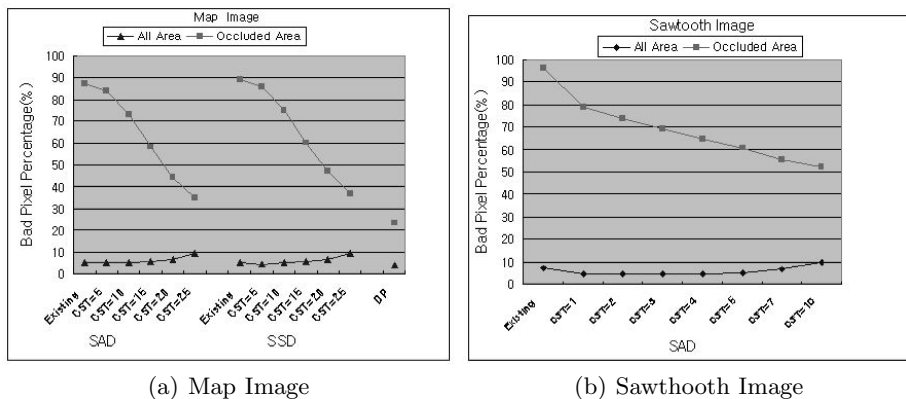 Map Image
All Area
Occluded Area
Bad Pixel Percentage(%)
100
90
80
70
60
50
40
30
20
10
0
Existing
CST=5
CST=10
CST=15
CST=20
CST=25
Existing
CST=5
CST=10
CST=15
CST=20
CST=25
DP
SAD
SSD
(a) Map Image
Sawtooth Image
All Area
Occluded Area
Bad Pixel Percentage(%)
100
90
80
70
60
50
40
30
20
10
0
Existing
CST=1
CST=2
CST=3
CST=4
CST=5
CST=7
CST=10
SAD
(b) Sawthooth Image